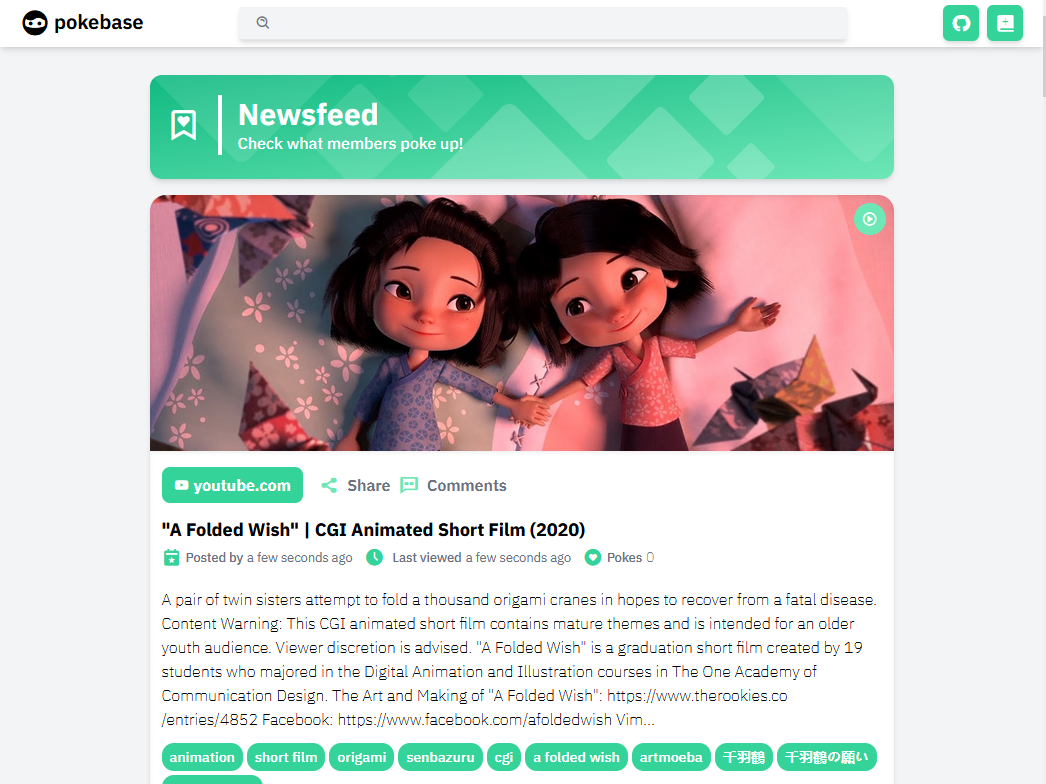 pokebase
Newsfeed
Check what members poke up!
youtube.com Share Comments
"A Folded Wish" | CGI Animated Short Film (2020)
Posted by a few seconds ago Last viewed a few seconds ago Pokes 0
A pair of twin sisters attempt to fold a thousand origami cranes in hopes to recover from a fatal disease.
Content Warning: This CGI animated short film contains mature themes and is intended for an older
youth audience. Viewer discretion is advised. "A Folded Wish" is a graduation short film created by 19
students who majored in the Digital Animation and Illustration courses in The One Academy of
Communication Design. The Art and Making of "A Folded Wish": https://www.therookies.co
/entries/4852 Facebook: https://www.facebook.com/afoldedwish Vim...
animation short film origami senbazuru cgi a folded wish artmoeba 千羽鶴 千羽鶴の願い